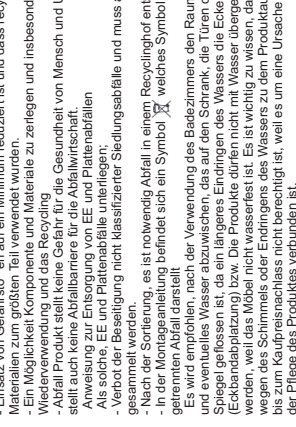 - Einsatz von Gefahrsto en auf ein Minimum reduziert ist und dass recy
Materialien zum größten Teil verwendet wurden.
- Ein Möglichkeit Komponente und Materiale zu zerlegen und insbesond
Wiederverwendung und das Recycling
- Abfall Produkt stellt keine Gefahr für die Gesundheit von Mensch und U
stellt auch keine Abfallbarriere für die Abfallwirtschaft.
Anweisung zur Entsorgung von EE und Plattenabfällen
Als solche, EE und Plattenabfälle unterliegen;
- Verbot der Beseitigung nicht klassifizierter Siedlungsabfälle und muss a
gesammelt werden.
- Nach der Sortierung, es ist notwendig Abfall in einem Recyclinghof ent
- In der Montageanleitung befindet sich ein Symbol welches Symbol
getrennten Abfall darstellt
Es wird empfohlen, nach der Verwendung des Badezimmers den Raun
und eventuelles Wasser abzuwischen, das auf den Schrank, die Türen o
Spiegel geflossen ist, da ein längeres Eindringen des Wassers die Ecke
(Eckbandabplatzung) bzw. Die Produkte dürfen nicht mit Wasser überge
werden, weil das Möbel nicht wasserfest ist. Es ist wichtig zu wissen, da
wegen des Schimmels oder Endringens des Wassers zu dem Produktau
bis zum Kaufpreisnachlass nicht berechtigt ist, weil es um eine Ursache
der Pflege des Produktes verbunden ist.